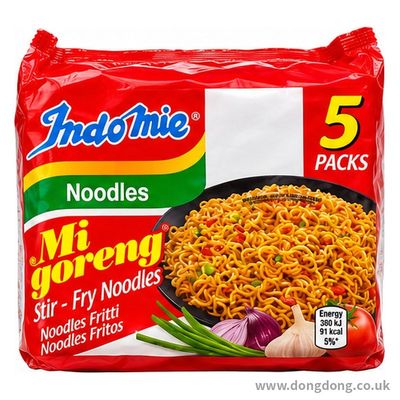 Indomie®
5
PACKS
Noodles
Mi
goreng®
Stir - Fry Noodles
Noodles Fritti
Noodles Fritos
Energy
380 kJ
91 kcal
5%*
www.dongdong.co.uk